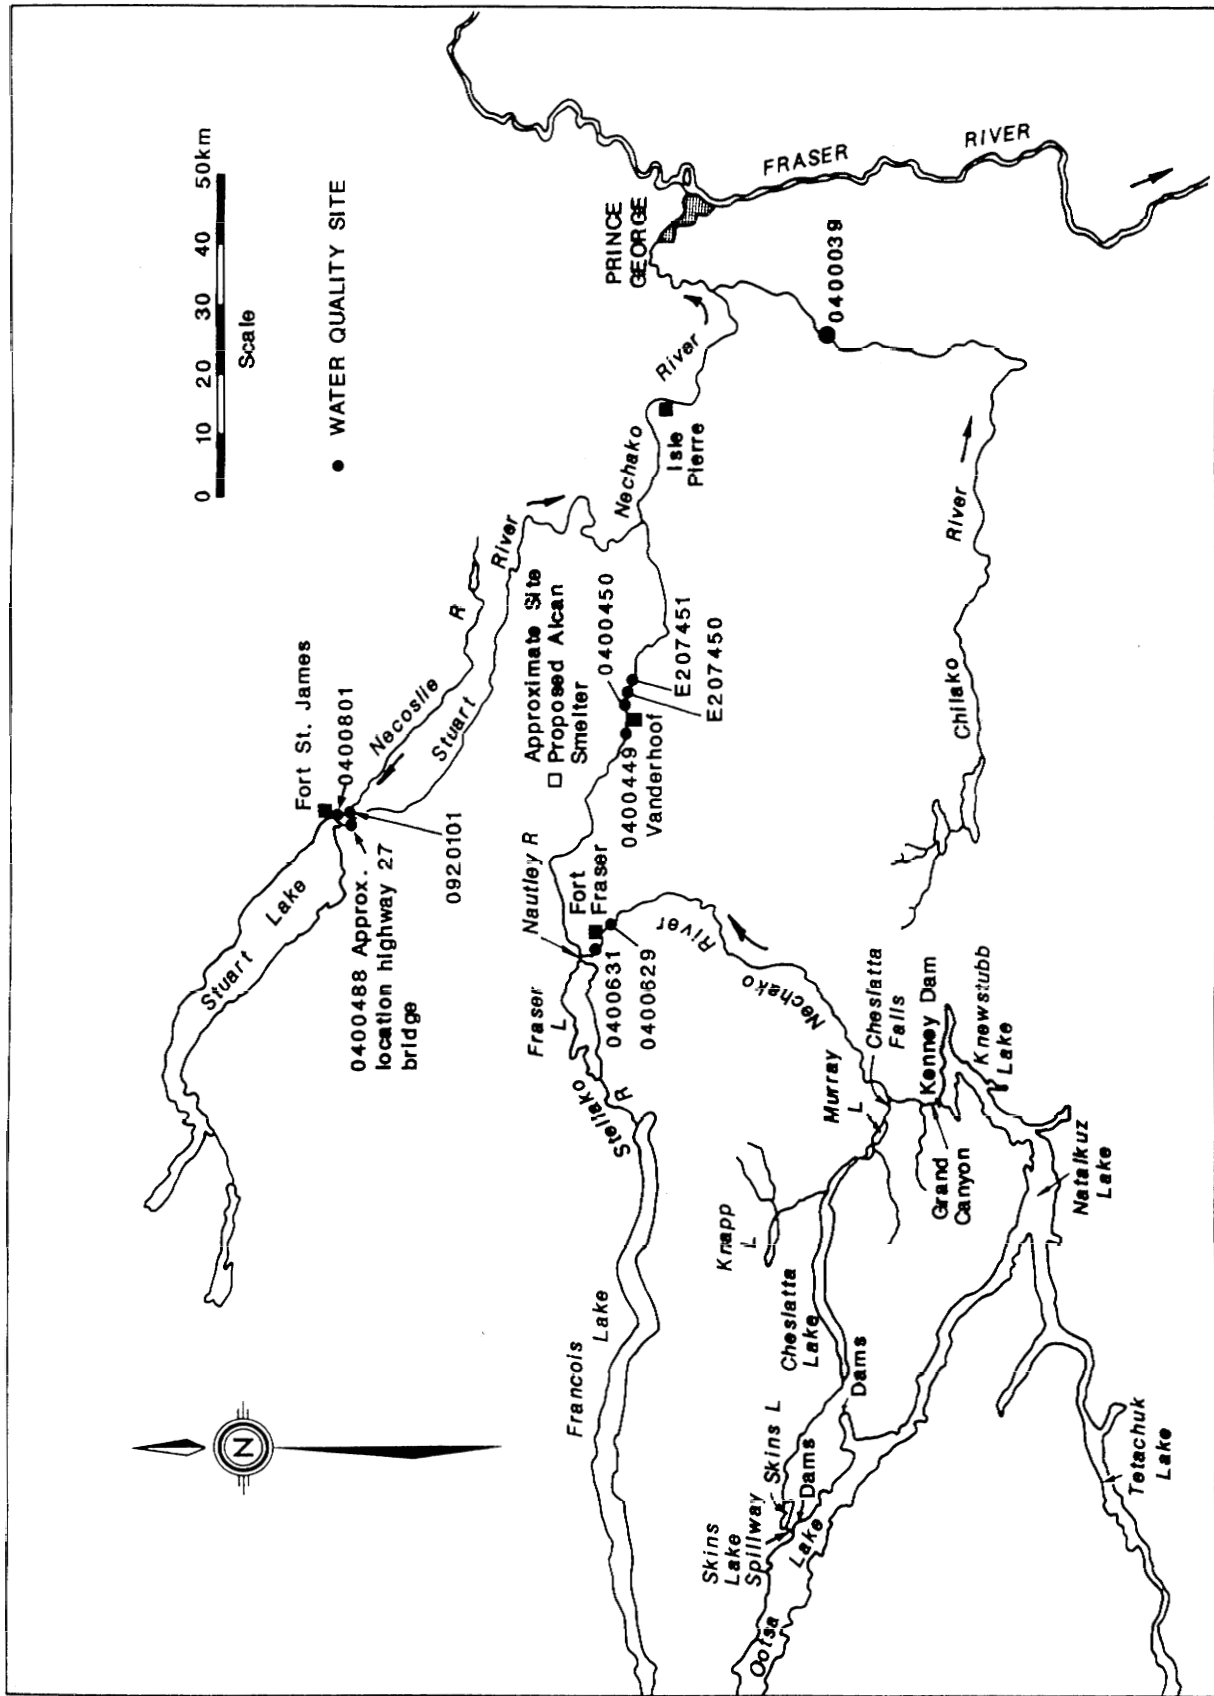 0 10 20 30 40 50km
Scale
● WATER QUALITY SITE
N
Fort St. James
0400801
Stuart Lake
0400488 Approx.
location highway 27
bridge
0920101
Necoslie R
Stuart River
Approximate Site
□ Proposed Alcan
Smelter
0400450
E207451
E207450
0400449
Vanderhoof
Nautley R
Fort
Fraser
0400631
0400629
Fraser
L
Stellako
R
Francois Lake
Nechako River
Isle
Pierre
PRINCE
GEORGE
FRASER RIVER
0400039
Chilako River
Nechako River
Murray
L
Cheslatta
Falls
Kenney Dam
Knewstubb
Lake
Grand
Canyon
Natalkuz
Lake
Knapp
L
Cheslatta
Lake
Dams
Skins L
Dams
Skins
Lake
Spillway
Ootsa Lake
Tetachuk
Lake